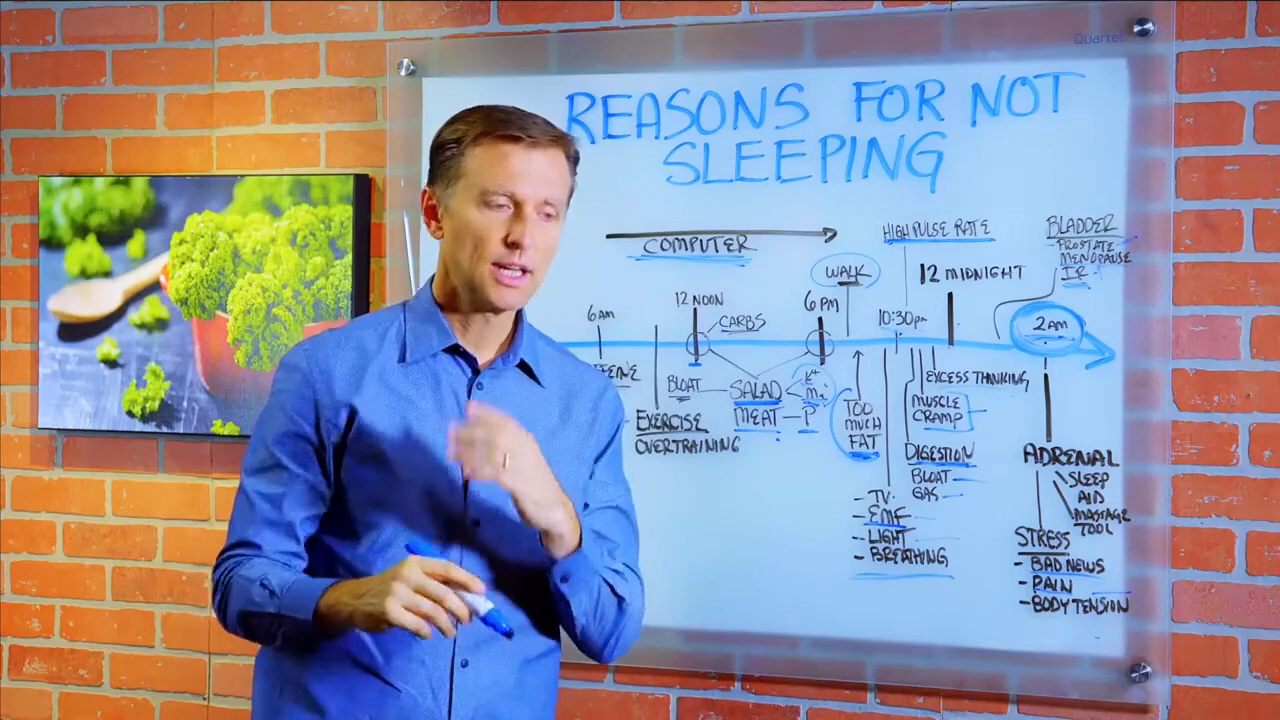 Quartet
REASONS FOR NOT
SLEEPING
COMPUTER
HIGH PULSE RATE
BLADDER
- PROSTATE
MENOPAUSE
IR
WALK
12 MIDNIGHT
6am
12 NOON
CARBS
6 PM
10:30pm
2am
BLOAT
SALAD
K+
MEAT
P
EXERCISE
OVERTRAINING
TOO
MUCH
FAT
EXCESS THINKING
MUSCLE
CRAMP
DIGESTION
BLOAT
GAS
- TV
- EMF
- LIGHT
- BREATHING
ADRENAL
SLEEP
AID
MASSAGE
TOOL
STRESS
- BAD NEWS
- PAIN
- BODY TENSION